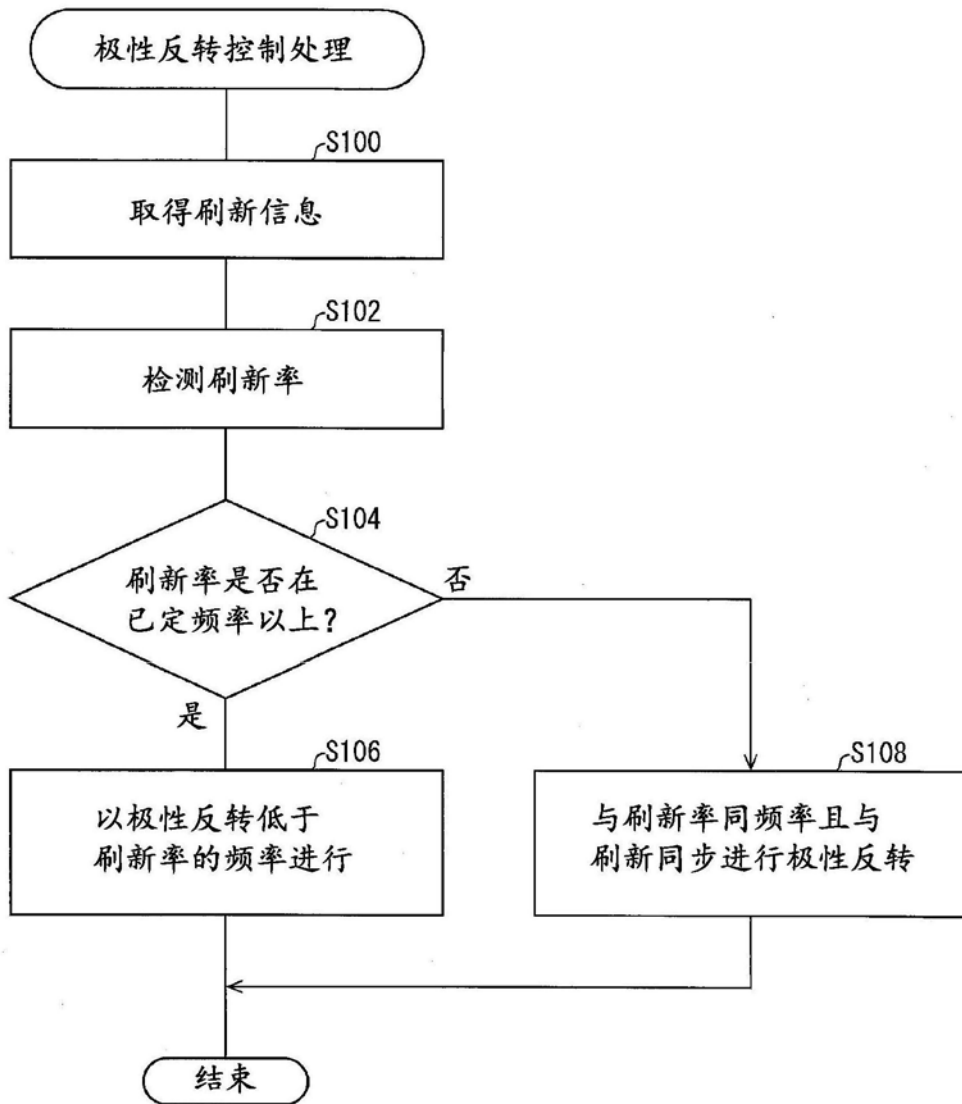 极性反转控制处理
S100
取得刷新信息
S102
检测刷新率
S104
刷新率是否在
已定频率以上?
否
是
S106
以极性反转低于
刷新率的频率进行
S108
与刷新率同频率且与
刷新同步进行极性反转
结束